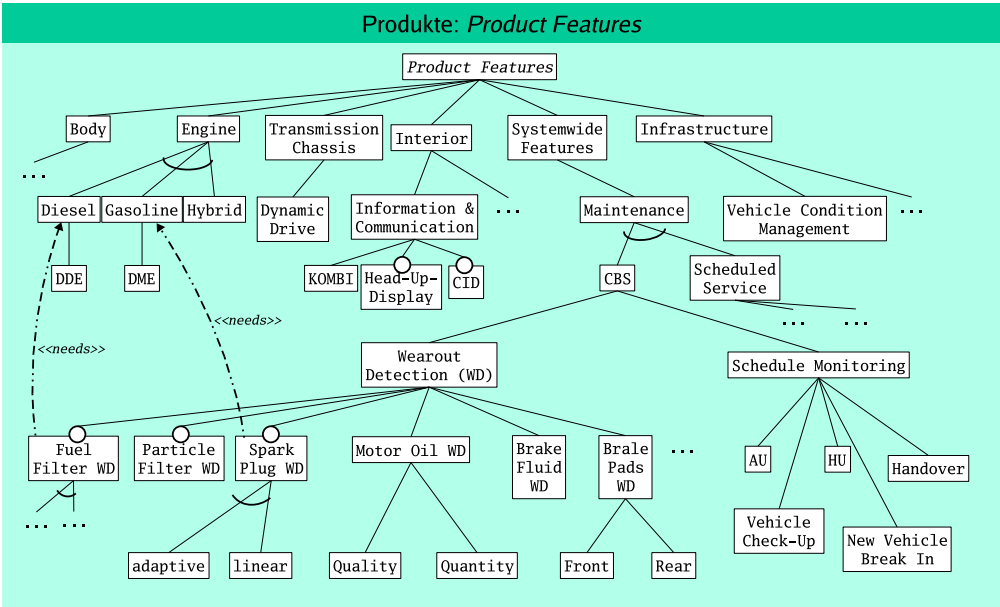 Produkte: Product Features
Product Features
Body
Engine
Transmission
Chassis
Interior
Systemwide
Features
Infrastructure
...
Diesel
Gasoline
Hybrid
Dynamic
Drive
Information &
Communication
...
Maintenance
Vehicle Condition
Management
...
DDE
DME
KOMBI
Head-Up-
Display
CID
CBS
Scheduled
Service
... ...
<<needs>>
<<needs>>
Wearout
Detection (WD)
Schedule Monitoring
Fuel
Filter WD
Particle
Filter WD
Spark
Plug WD
Motor Oil WD
Brake
Fluid
WD
Brale
Pads
WD
...
AU
HU
Handover
... ...
Vehicle
Check-Up
New Vehicle
Break In
adaptive
linear
Quality
Quantity
Front
Rear